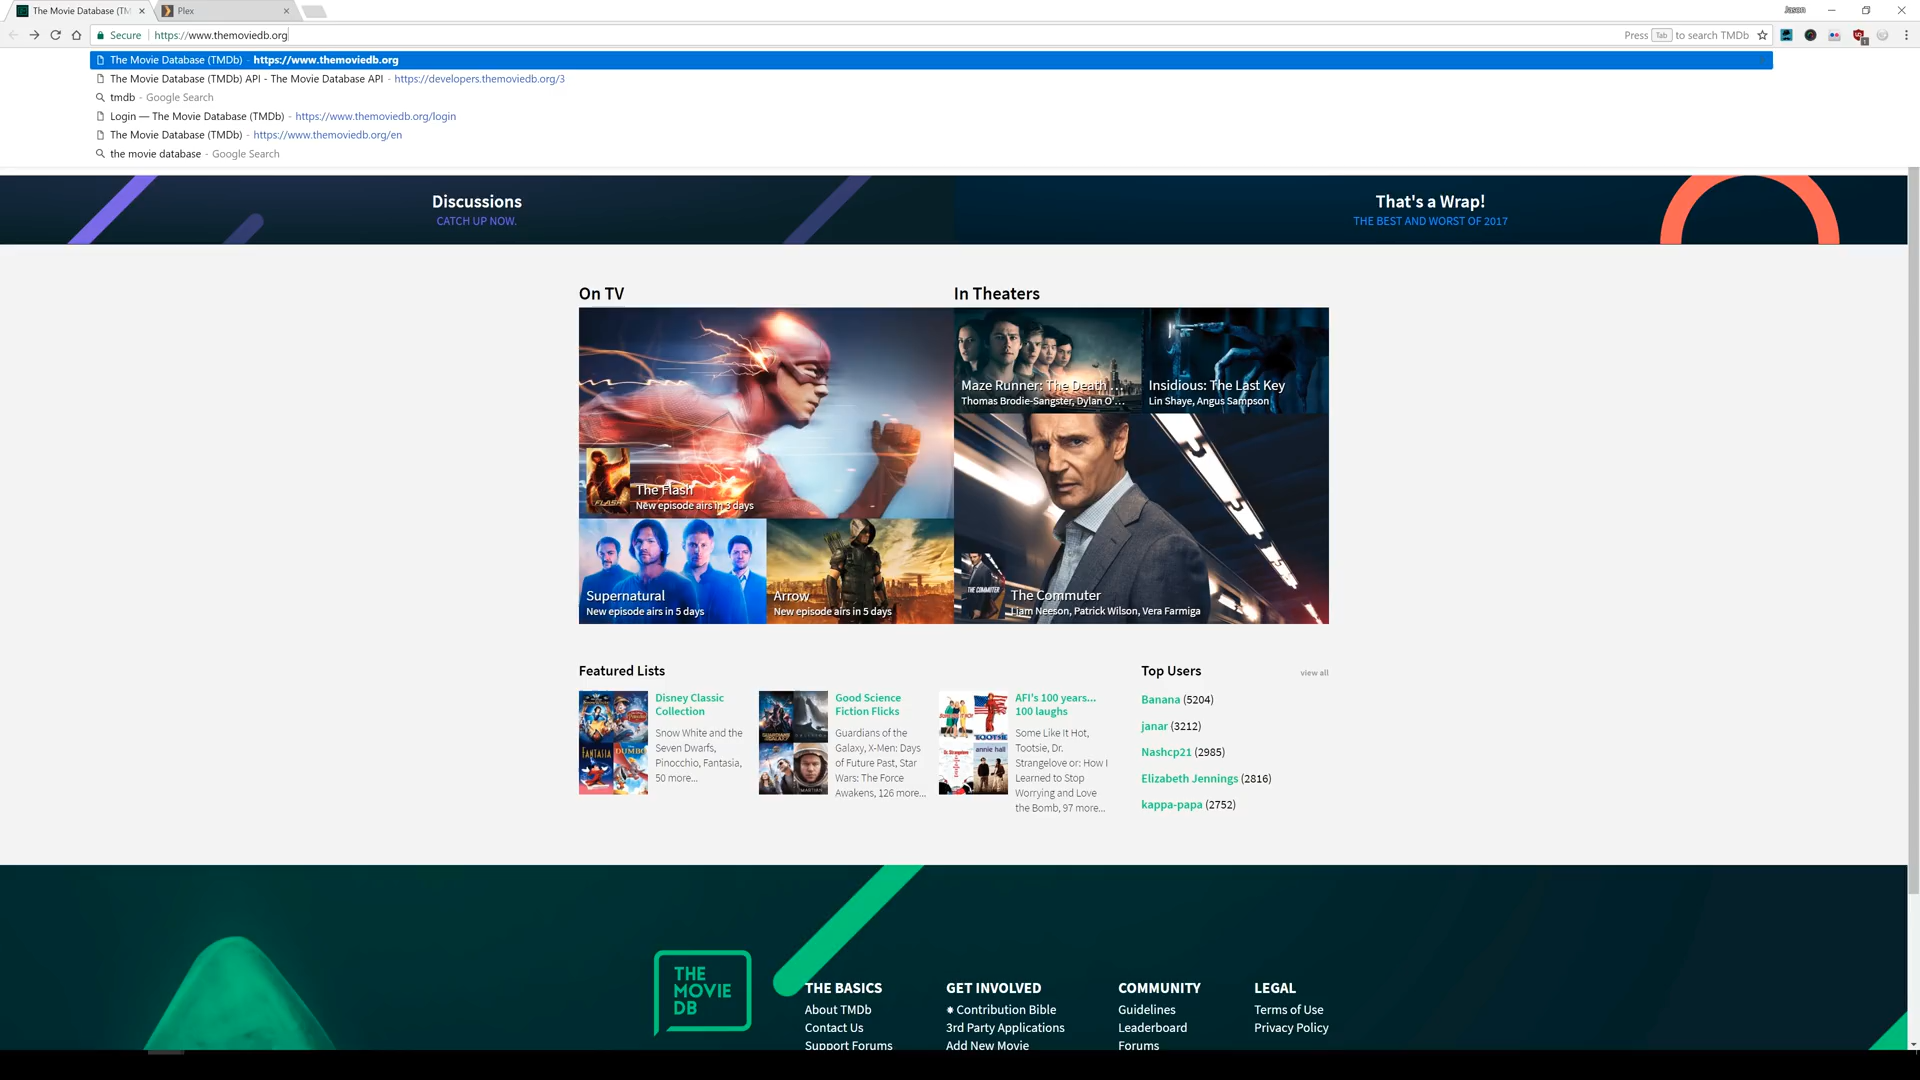 The Movie Database (TM
Plex
Jason
Secure
https://www.themoviedb.org
Press Tab to search TMDb
The Movie Database (TMDb) - https://www.themoviedb.org
The Movie Database (TMDb) API - The Movie Database API - https://developers.themoviedb.org/3
tmdb - Google Search
Login — The Movie Database (TMDb) - https://www.themoviedb.org/login
The Movie Database (TMDb) - https://www.themoviedb.org/en
the movie database - Google Search
Discussions
CATCH UP NOW.
That's a Wrap!
THE BEST AND WORST OF 2017
On TV
The Flash
New episode airs in 3 days
Supernatural
New episode airs in 5 days
Arrow
New episode airs in 5 days
In Theaters
Maze Runner: The Death ...
Thomas Brodie-Sangster, Dylan O'...
Insidious: The Last Key
Lin Shaye, Angus Sampson
THE COMMUTER
The Commuter
Liam Neeson, Patrick Wilson, Vera Farmiga
Featured Lists
FANTASIA
DUMBO
Disney Classic
Collection
Snow White and the
Seven Dwarfs,
Pinocchio, Fantasia,
50 more...
MARTIAN
Good Science
Fiction Flicks
Guardians of the
Galaxy, X-Men: Days
of Future Past, Star
Wars: The Force
Awakens, 126 more...
TOOTSIE
Dr. Strangelove
annie hall
AFI's 100 years...
100 laughs
Some Like It Hot,
Tootsie, Dr.
Strangelove or: How I
Learned to Stop
Worrying and Love
the Bomb, 97 more...
Top Users
view all
Banana (5204)
janar (3212)
Nashcp21 (2985)
Elizabeth Jennings (2816)
kappa-papa (2752)
THE
MOVIE
DB
THE BASICS
About TMDb
Contact Us
Support Forums
GET INVOLVED
Contribution Bible
3rd Party Applications
Add New Movie
COMMUNITY
Guidelines
Leaderboard
Forums
LEGAL
Terms of Use
Privacy Policy